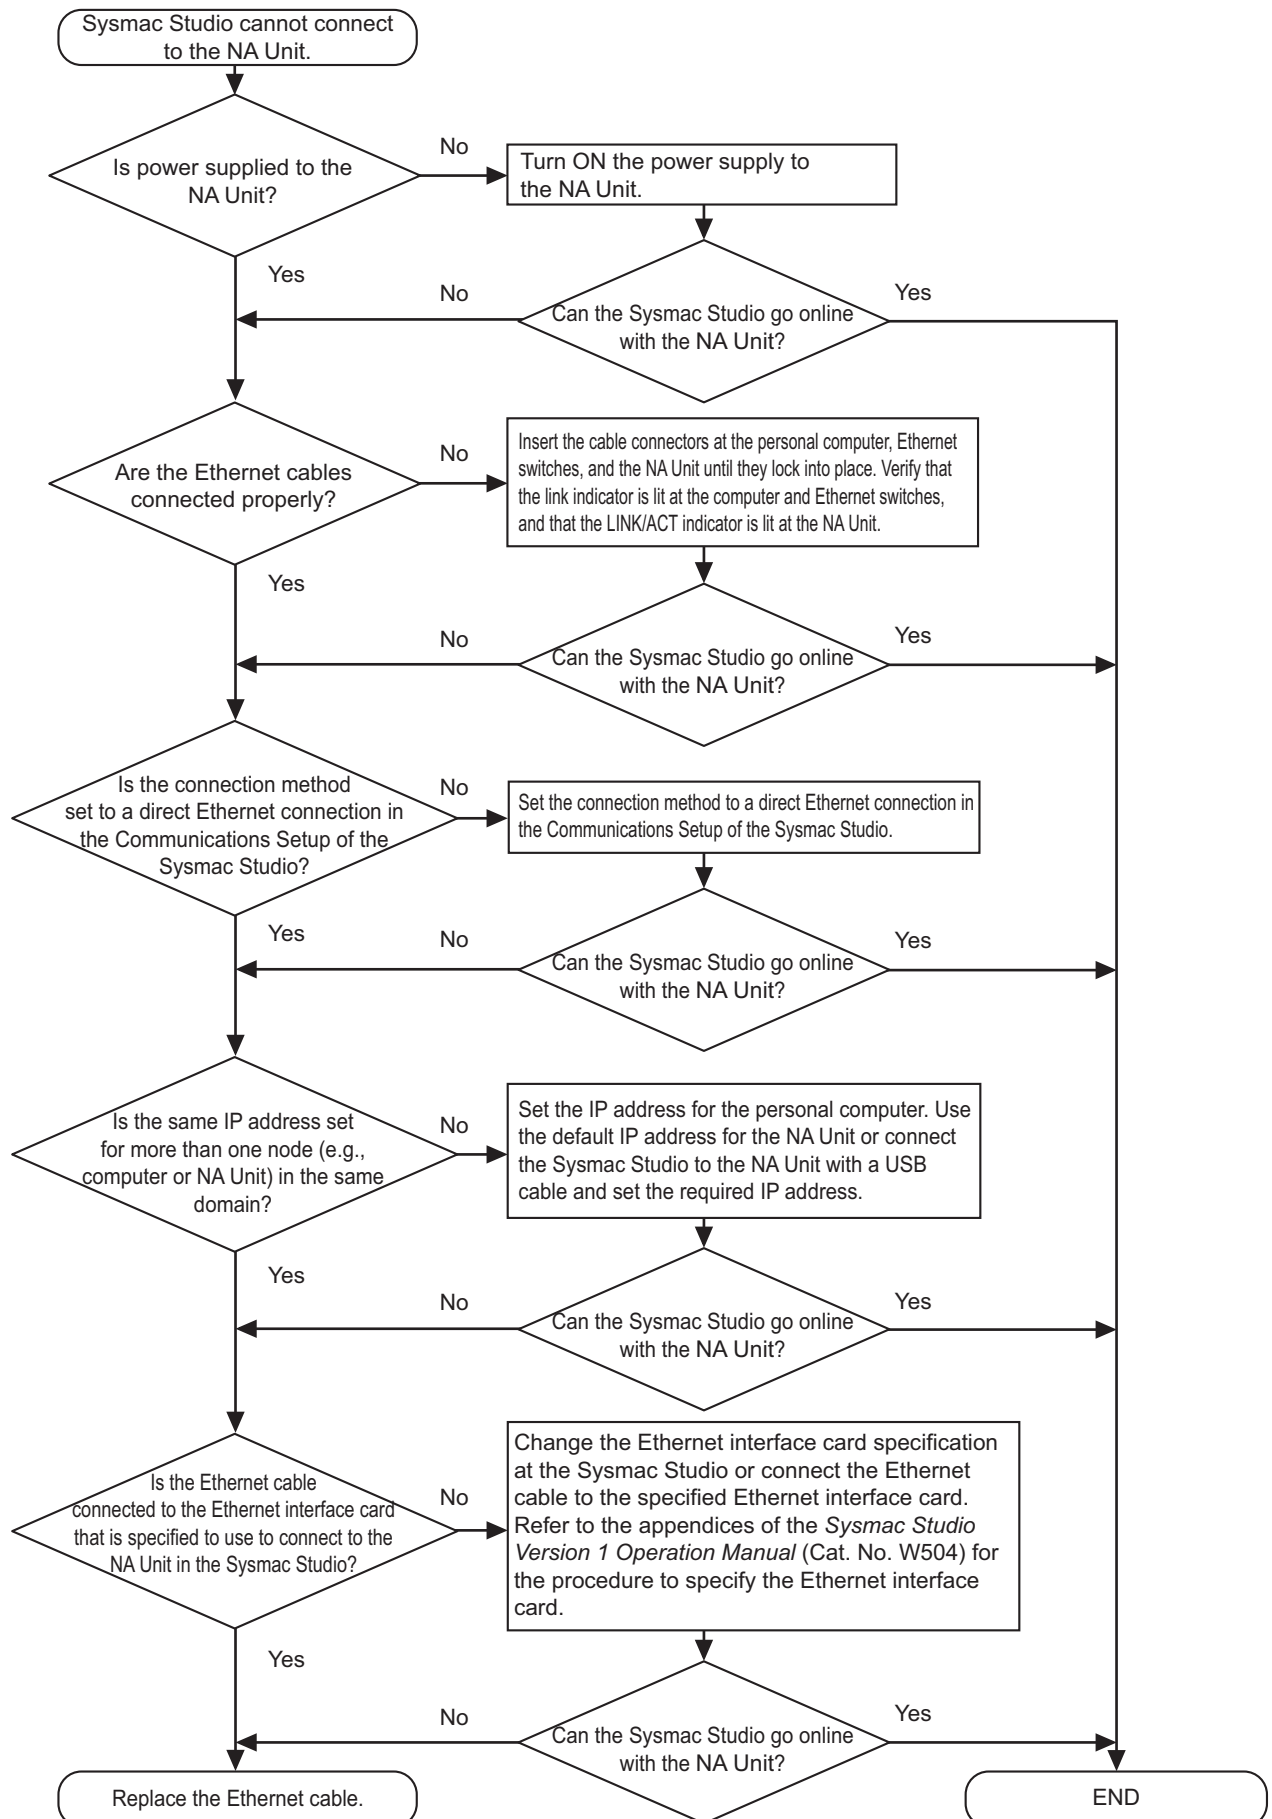 Sysmac Studio cannot connect
to the NA Unit.
Is power supplied to the
NA Unit?
No
Turn ON the power supply to
the NA Unit.
Yes
No
Can the Sysmac Studio go online
with the NA Unit?
Yes
Are the Ethernet cables
connected properly?
No
Insert the cable connectors at the personal computer, Ethernet
switches, and the NA Unit until they lock into place. Verify that
the link indicator is lit at the computer and Ethernet switches,
and that the LINK/ACT indicator is lit at the NA Unit.
Yes
No
Can the Sysmac Studio go online
with the NA Unit?
Yes
Is the connection method
set to a direct Ethernet connection in
the Communications Setup of the
Sysmac Studio?
No
Set the connection method to a direct Ethernet connection in
the Communications Setup of the Sysmac Studio.
Yes
No
Can the Sysmac Studio go online
with the NA Unit?
Yes
Is the same IP address set
for more than one node (e.g.,
computer or NA Unit) in the same
domain?
No
Set the IP address for the personal computer. Use
the default IP address for the NA Unit or connect
the Sysmac Studio to the NA Unit with a USB
cable and set the required IP address.
Yes
No
Can the Sysmac Studio go online
with the NA Unit?
Yes
Is the Ethernet cable
connected to the Ethernet interface card
that is specified to use to connect to the
NA Unit in the Sysmac Studio?
No
Change the Ethernet interface card specification
at the Sysmac Studio or connect the Ethernet
cable to the specified Ethernet interface card.
Refer to the appendices of the Sysmac Studio
Version 1 Operation Manual (Cat. No. W504) for
the procedure to specify the Ethernet interface
card.
Yes
No
Can the Sysmac Studio go online
with the NA Unit?
Yes
Replace the Ethernet cable.
END